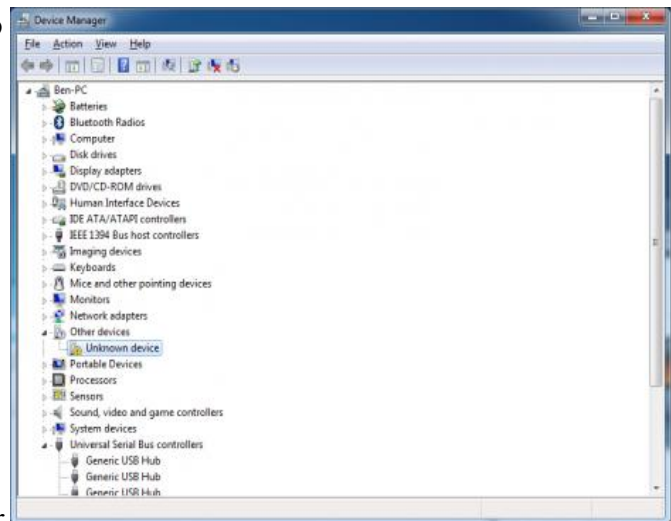 Device Manager
File Action View Help
Ben-PC
Batteries
Bluetooth Radios
Computer
Disk drives
Display adapters
DVD/CD-ROM drives
Human Interface Devices
IDE ATA/ATAPI controllers
IEEE 1394 Bus host controllers
Imaging devices
Keyboards
Mice and other pointing devices
Monitors
Network adapters
Other devices
Unknown device
Portable Devices
Processors
Sensors
Sound, video and game controllers
System devices
Universal Serial Bus controllers
Generic USB Hub
Generic USB Hub
Generic USB Hub